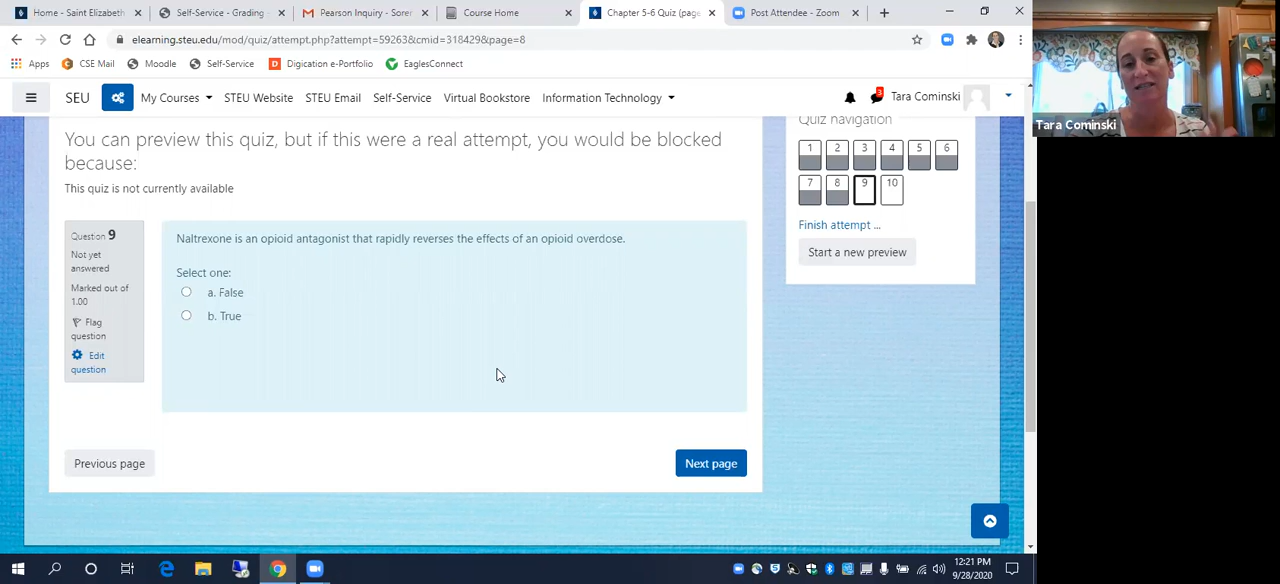 Home - Saint Elizabeth
Self-Service - Grading
Pearson Inquiry - Sorer
Course Home
Chapter 5-6 Quiz (page
Post Attendee - Zoom
elearning.steu.edu/mod/quiz/attempt.php?attempt=59263&cmid=318429&page=8
Apps
CSE Mail
Moodle
Self-Service
Digication e-Portfolio
EaglesConnect
SEU
My Courses
STEU Website
STEU Email
Self-Service
Virtual Bookstore
Information Technology
3
Tara Cominski
Tara Cominski
You can preview this quiz, but if this were a real attempt, you would be blocked
because:
This quiz is not currently available
Quiz navigation
1 2 3 4 5 6
7 8 9 10
Finish attempt ...
Start a new preview
Question 9
Not yet
answered
Marked out of
1.00
Flag
question
Edit
question
Naltrexone is an opioid antagonist that rapidly reverses the effects of an opioid overdose.
Select one:
a. False
b. True
Previous page
Next page
12:21 PM
9/28/2020